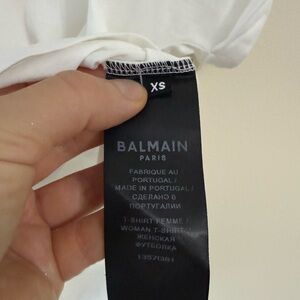 XS
BALMAIN
PARIS
FABRIQUE AU
PORTUGAL /
MADE IN PORTUGAL /
СДЕЛАНО В
ПОРТУГАЛИИ
T-SHIRT FEMME /
WOMAN T-SHIRT /
ЖЕНСКАЯ
ФУТБОЛКА